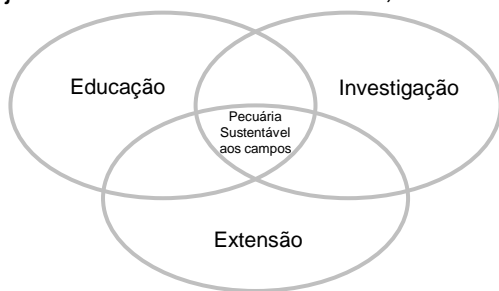 Educação
Investigação
Pecuária
Sustentável
aos campos
Extensão